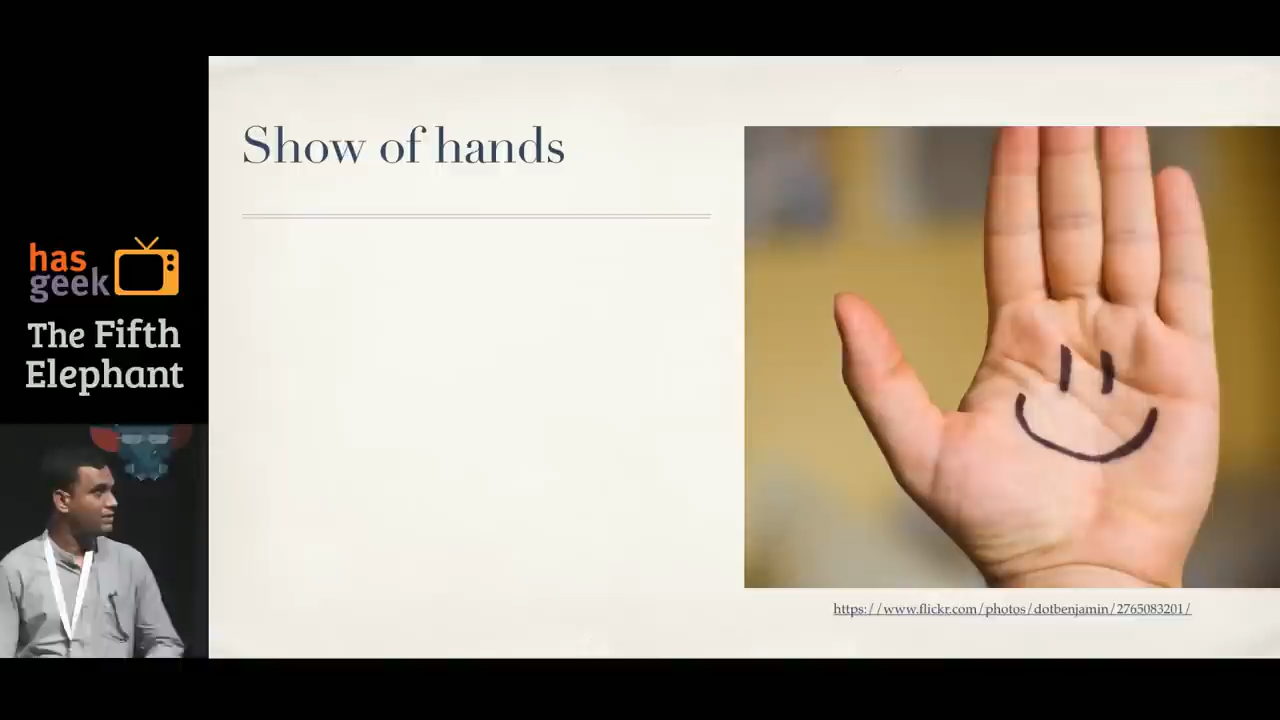 Show of hands
has
geek
The Fifth
Elephant
https://www.flickr.com/photos/dotbenjamin/2765083201/